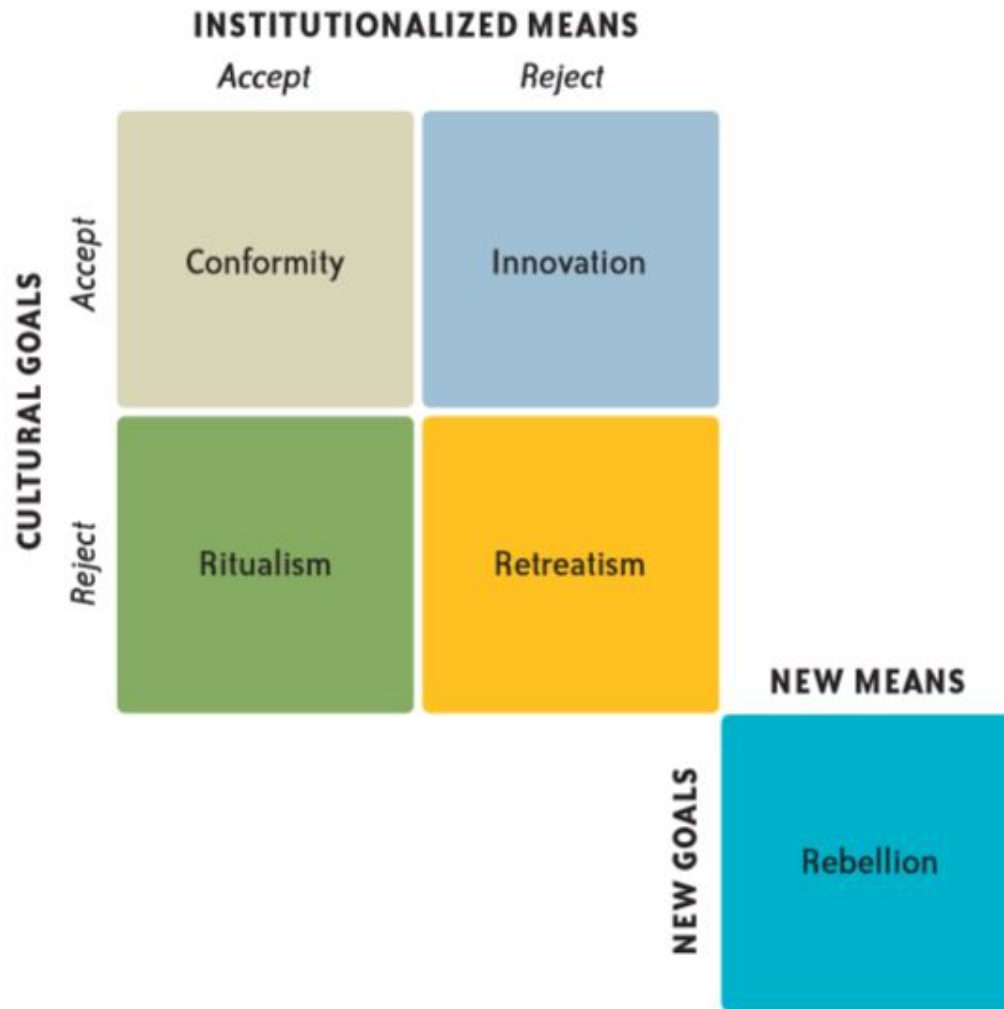 INSTITUTIONALIZED MEANS
Accept
Reject
CULTURAL GOALS
Accept
Conformity
Innovation
Reject
Ritualism
Retreatism
NEW MEANS
NEW GOALS
Rebellion